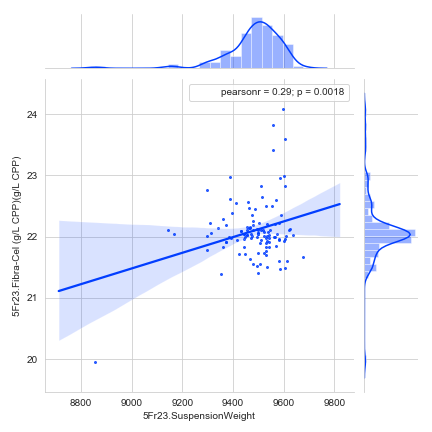 pearsonr = 0.29; p = 0.0018
24
23
22
21
20
5Fr23.Fibra-Cel (g/L CPP)(g/L CPP)
8800 9000 9200 9400 9600 9800
5Fr23.SuspensionWeight